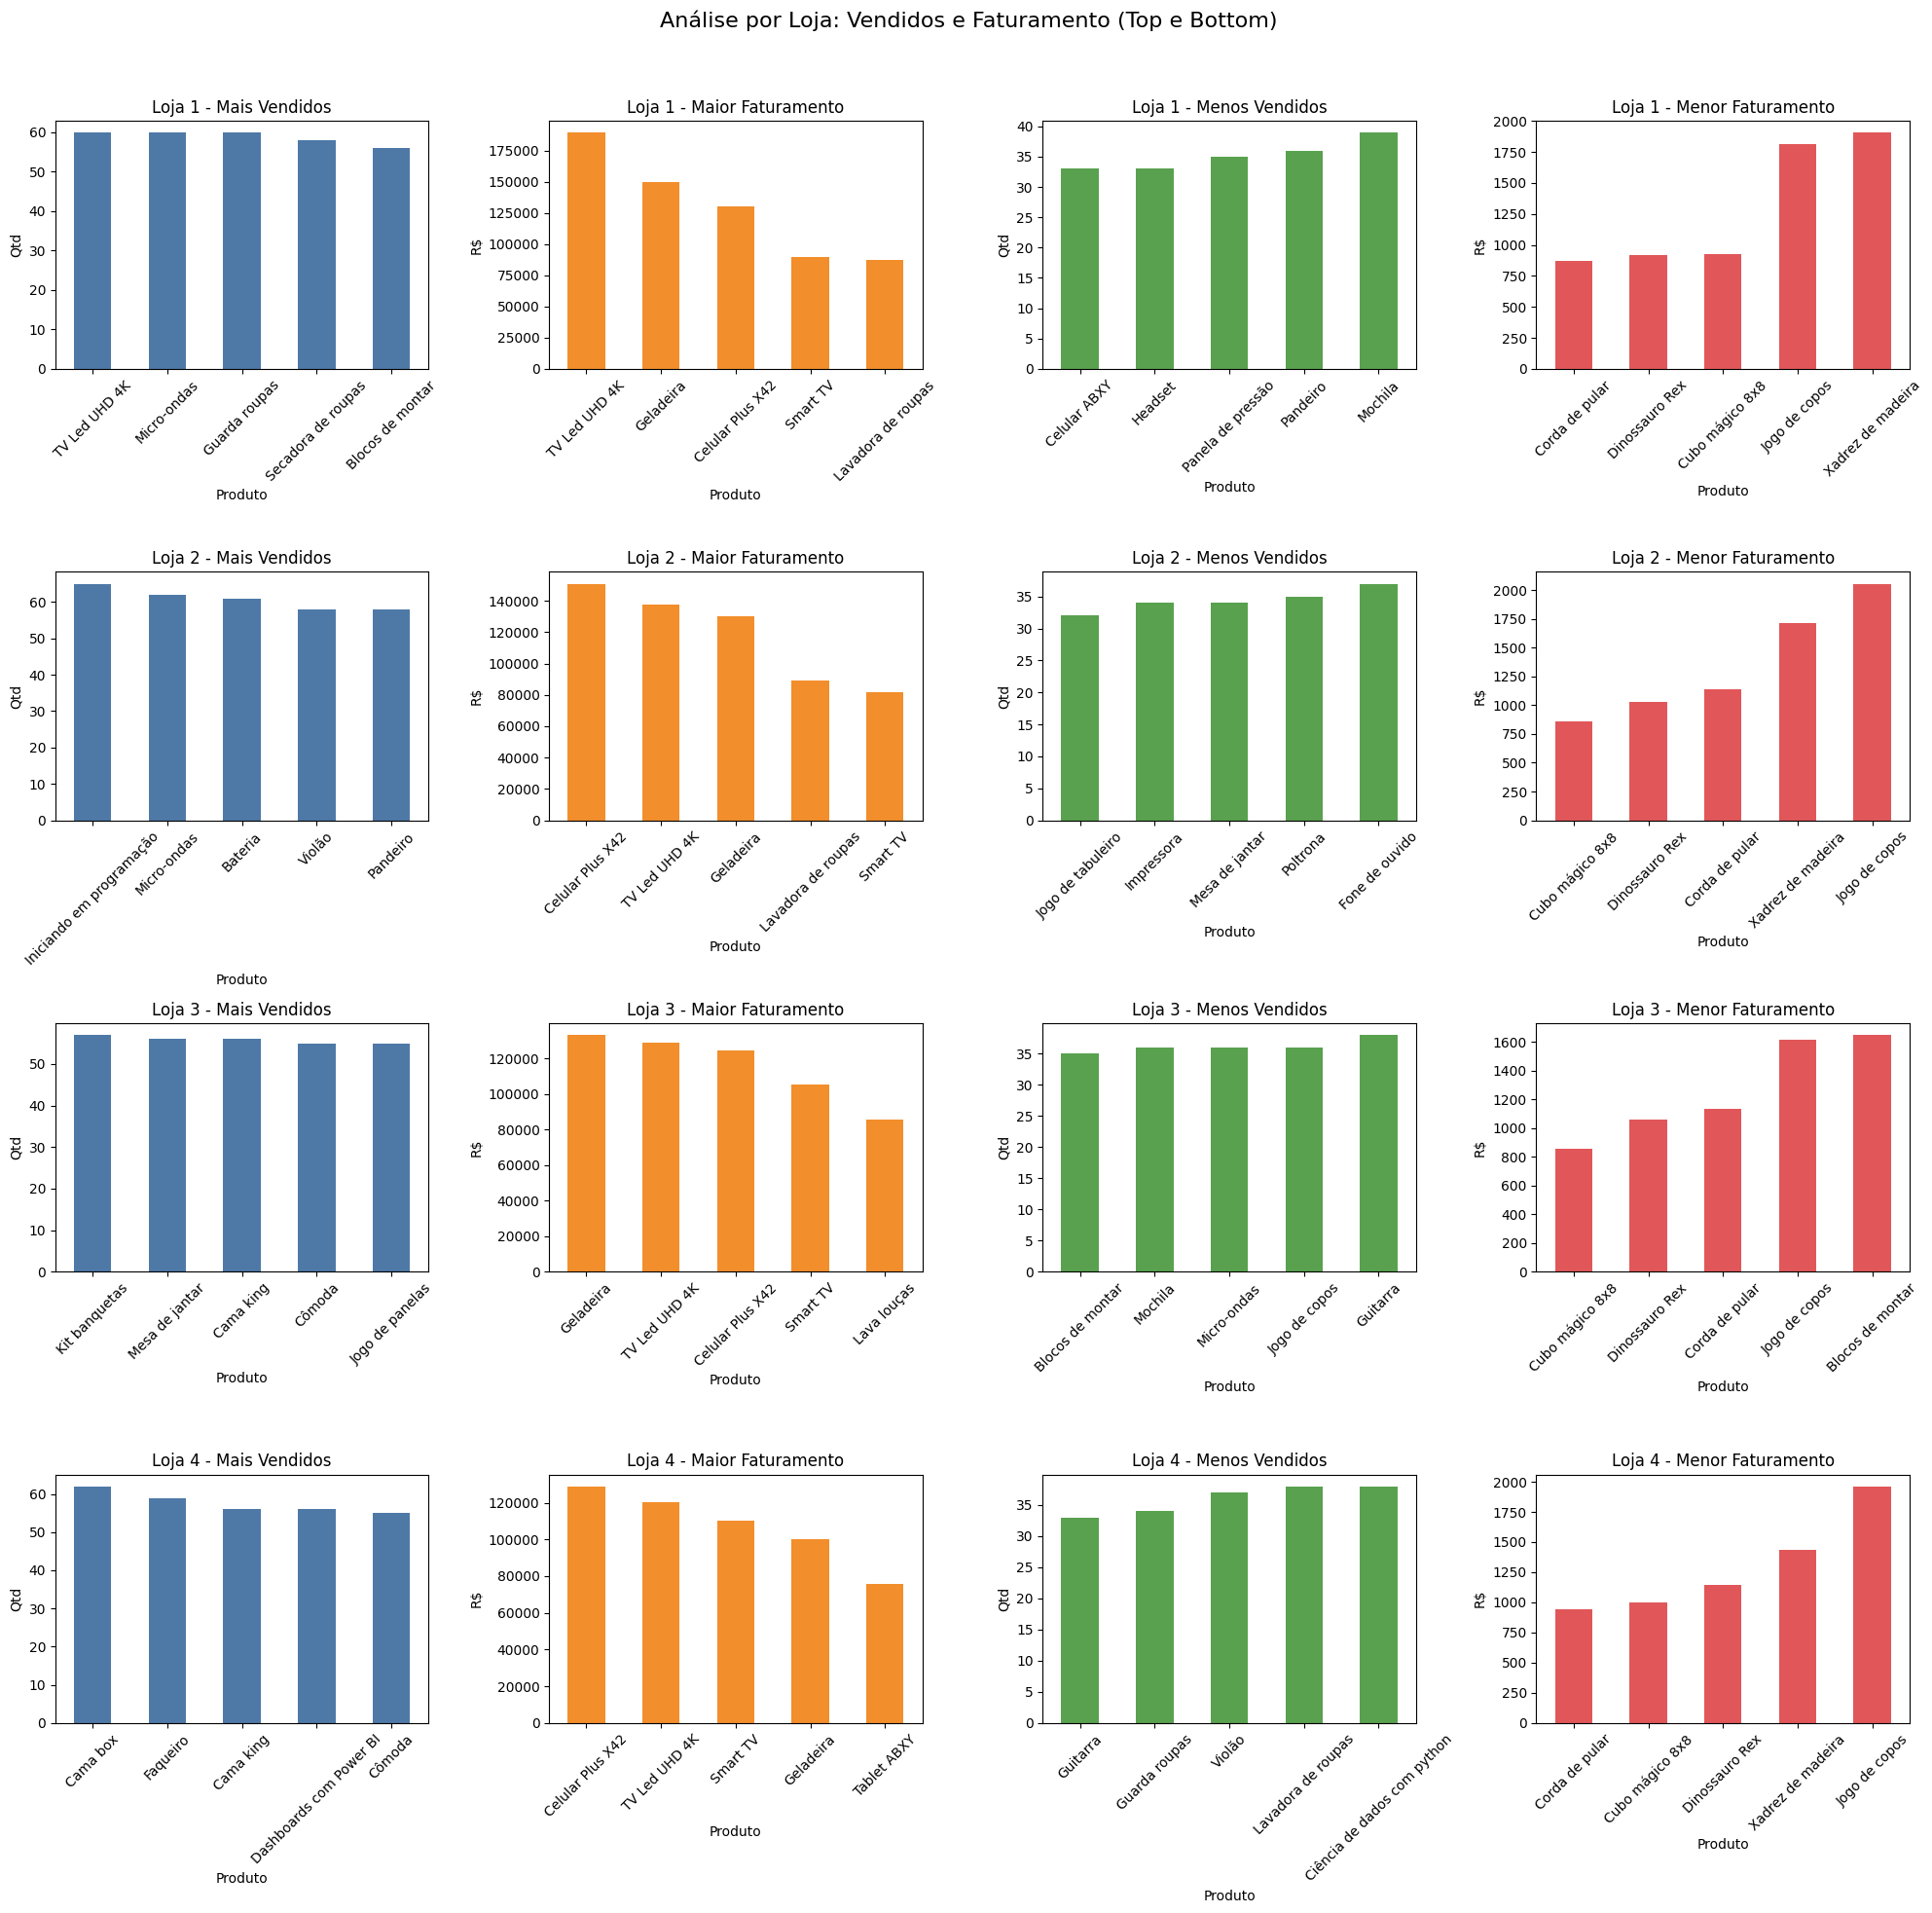 Análise por Loja: Vendidos e Faturamento (Top e Bottom)
Loja 1 - Mais Vendidos
60
50
40
30
20
10
0
Qtd
TV Led UHD 4K
Micro-ondas
Guarda roupas
Secadora de roupas
Blocos de montar
Produto
Loja 1 - Maior Faturamento
175000
150000
125000
100000
75000
50000
25000
0
R$
TV Led UHD 4K
Geladeira
Celular Plus X42
Smart TV
Lavadora de roupas
Produto
Loja 1 - Menos Vendidos
40
35
30
25
20
15
10
5
0
Qtd
Celular ABXY
Headset
Panela de pressão
Pandeiro
Mochila
Produto
Loja 1 - Menor Faturamento
2000
1750
1500
1250
1000
750
500
250
0
R$
Corda de pular
Dinossauro Rex
Cubo mágico 8x8
Jogo de copos
Xadrez de madeira
Produto
Loja 2 - Mais Vendidos
60
50
40
30
20
10
0
Qtd
Iniciando em programação
Micro-ondas
Bateria
Violão
Pandeiro
Produto
Loja 2 - Maior Faturamento
140000
120000
100000
80000
60000
40000
20000
0
R$
Celular Plus X42
TV Led UHD 4K
Geladeira
Lavadora de roupas
Smart TV
Produto
Loja 2 - Menos Vendidos
35
30
25
20
15
10
5
0
Qtd
Jogo de tabuleiro
Impressora
Mesa de jantar
Poltrona
Fone de ouvido
Produto
Loja 2 - Menor Faturamento
2000
1750
1500
1250
1000
750
500
250
0
R$
Cubo mágico 8x8
Dinossauro Rex
Corda de pular
Xadrez de madeira
Jogo de copos
Produto
Loja 3 - Mais Vendidos
50
40
30
20
10
0
Qtd
Kit banquetas
Mesa de jantar
Cama king
Cômoda
Jogo de panelas
Produto
Loja 3 - Maior Faturamento
120000
100000
80000
60000
40000
20000
0
R$
Geladeira
TV Led UHD 4K
Celular Plus X42
Smart TV
Lava louças
Produto
Loja 3 - Menos Vendidos
35
30
25
20
15
10
5
0
Qtd
Blocos de montar
Mochila
Micro-ondas
Jogo de copos
Guitarra
Produto
Loja 3 - Menor Faturamento
1600
1400
1200
1000
800
600
400
200
0
R$
Cubo mágico 8x8
Dinossauro Rex
Corda de pular
Jogo de copos
Blocos de montar
Produto
Loja 4 - Mais Vendidos
60
50
40
30
20
10
0
Qtd
Cama box
Faqueiro
Cama king
Dashboards com Power BI
Cômoda
Produto
Loja 4 - Maior Faturamento
120000
100000
80000
60000
40000
20000
0
R$
Celular Plus X42
TV Led UHD 4K
Smart TV
Geladeira
Tablet ABXY
Produto
Loja 4 - Menos Vendidos
35
30
25
20
15
10
5
0
Qtd
Guitarra
Guarda roupas
Violão
Lavadora de roupas
Ciência de dados com python
Produto
Loja 4 - Menor Faturamento
2000
1750
1500
1250
1000
750
500
250
0
R$
Corda de pular
Cubo mágico 8x8
Dinossauro Rex
Xadrez de madeira
Jogo de copos
Produto